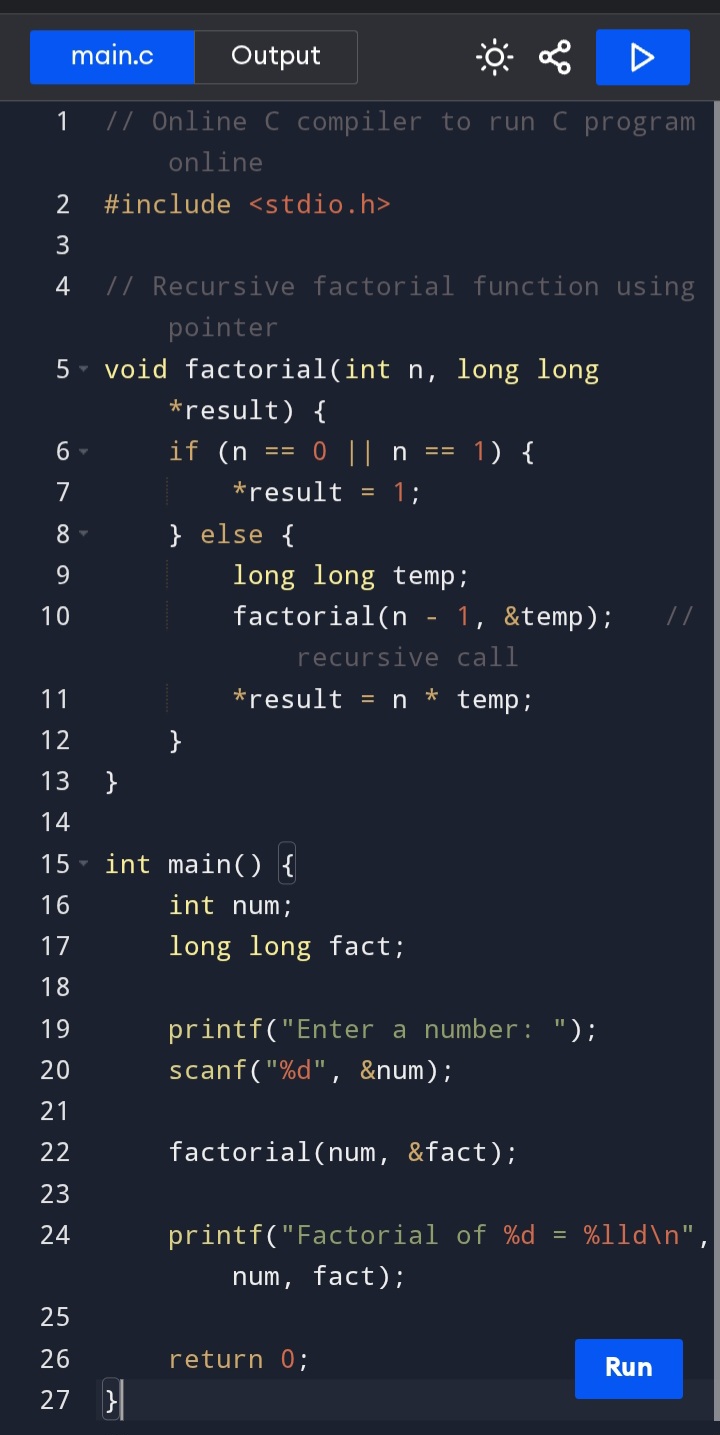 main.c Output
1 // Online C compiler to run C program
online
2 #include <stdio.h>
3
4 // Recursive factorial function using
pointer
5 void factorial(int n, long long
*result) {
6 if (n == 0 || n == 1) {
7 *result = 1;
8 } else {
9 long long temp;
10 factorial(n - 1, &temp); //
recursive call
11 *result = n * temp;
12 }
13 }
14
15 int main() {
16 int num;
17 long long fact;
18
19 printf("Enter a number: ");
20 scanf("%d", &num);
21
22 factorial(num, &fact);
23
24 printf("Factorial of %d = %lld\n",
num, fact);
25
26 return 0;
Run
27 }